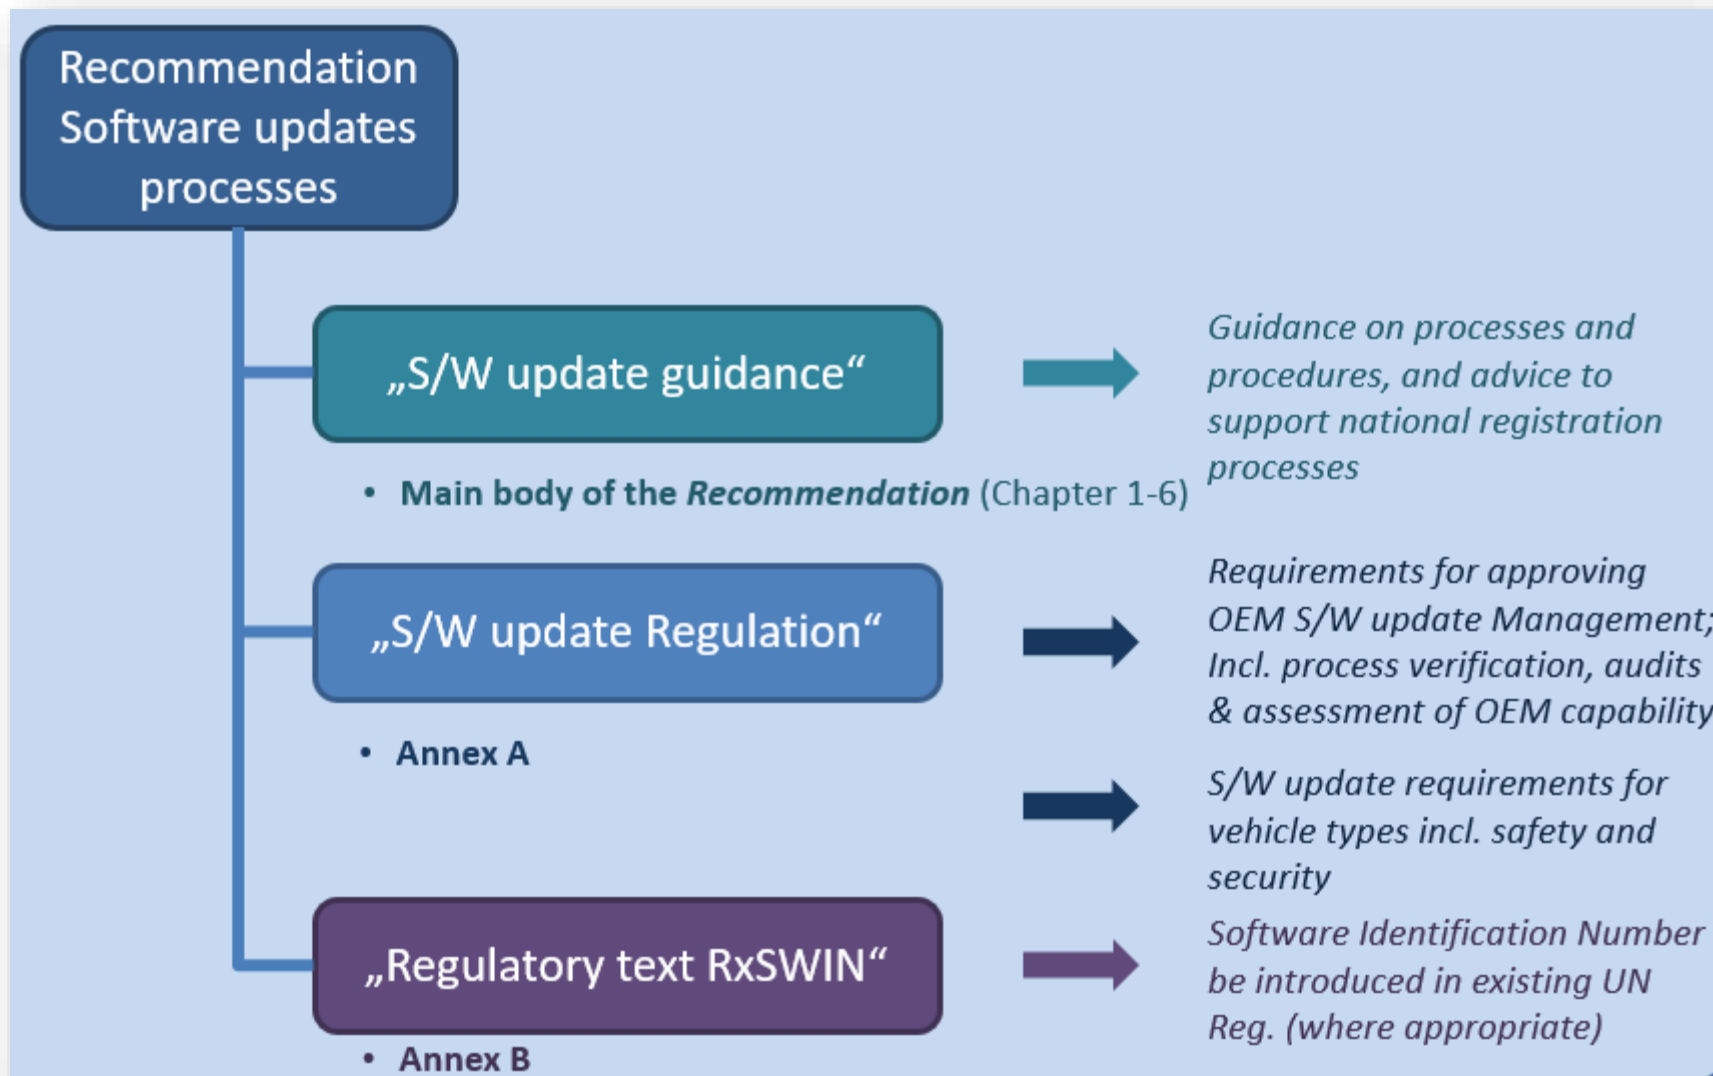 Recommendation
Software updates
processes
„S/W update guidance“
Guidance on processes and
procedures, and advice to
support national registration
processes
• Main body of the Recommendation (Chapter 1-6)
„S/W update Regulation“
Requirements for approving
OEM S/W update Management;
Incl. process verification, audits
& assessment of OEM capability
• Annex A
S/W update requirements for
vehicle types incl. safety and
security
„Regulatory text RxSWIN“
Software Identification Number
be introduced in existing UN
Reg. (where appropriate)
• Annex B